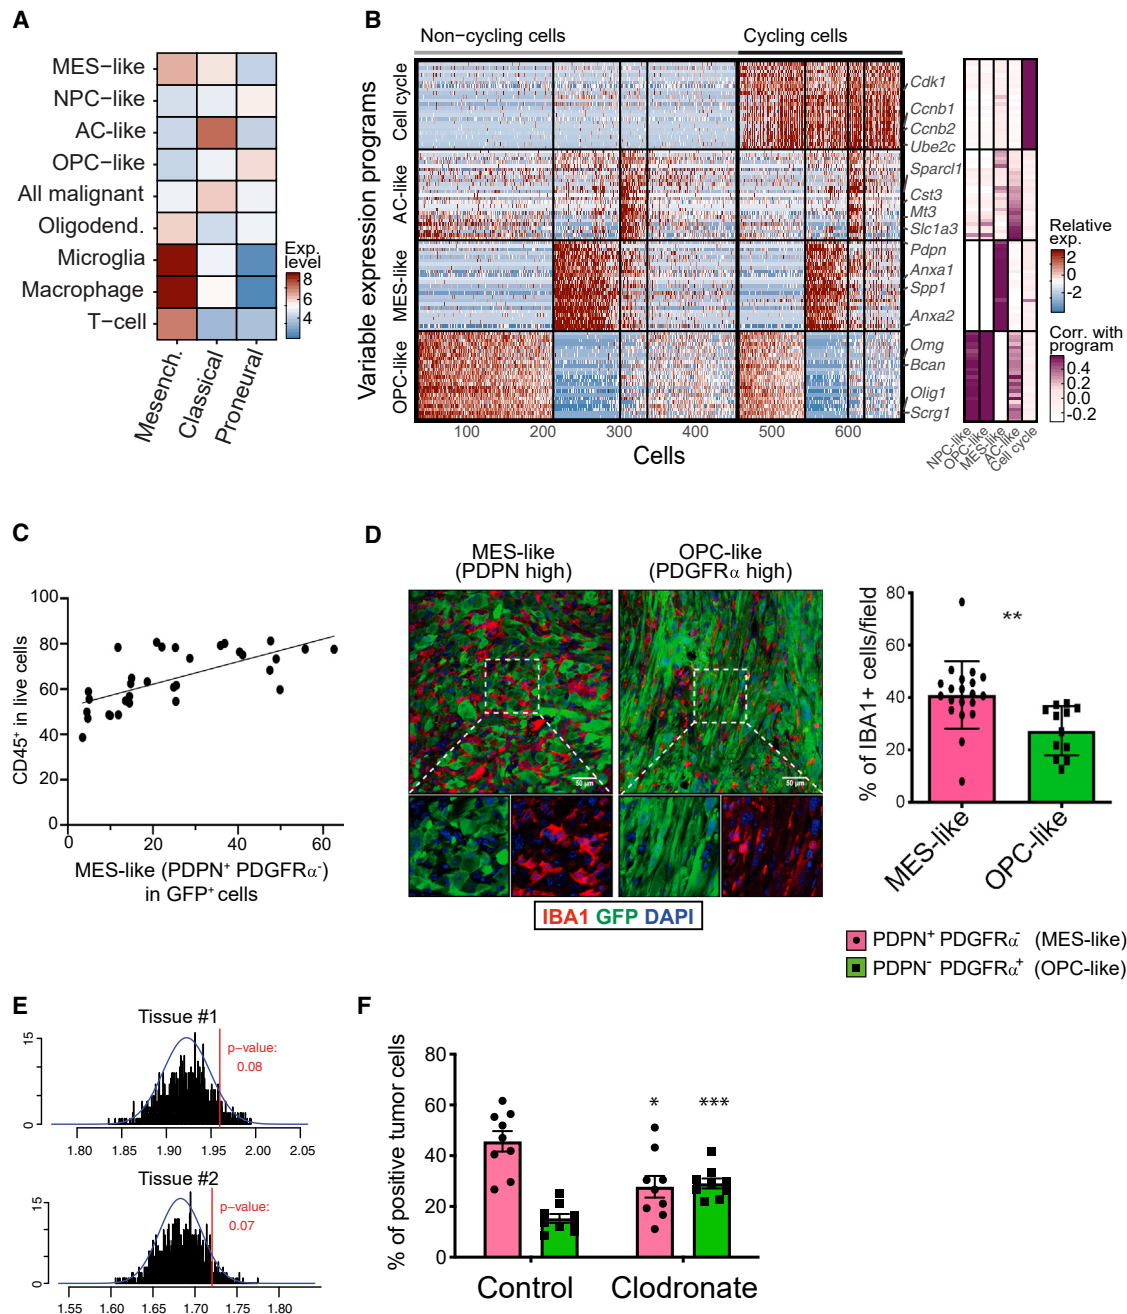 A
MES−like
NPC−like
AC−like
OPC−like
All malignant
Oligodend.
Microglia
Macrophage
T−cell
Mesench.
Classical
Proneural
Exp.
level
8
6
4
B
Non-cycling cells
Cycling cells
Variable expression programs
Cell cycle
AC-like
MES-like
OPC-like
Cdk1
Ccnb1
Ccnb2
Ube2c
Sparcl1
Cst3
Mt3
Slc1a3
Pdpn
Anxa1
Spp1
Anxa2
Omg
Bcan
Olig1
Scrg1
100 200 300 400 500 600
Cells
NPC-like
OPC-like
MES-like
AC-like
Cell cycle
Relative
exp.
2
0
-2
Corr. with
program
0.4
0.2
0.0
-0.2
C
CD45+ in live cells
100
80
60
40
20
0
0 20 40 60
MES-like (PDPN+ PDGFRα-)
in GFP+ cells
D
MES-like
(PDPN high)
OPC-like
(PDGFRα high)
50 µm
50 µm
IBA1 GFP DAPI
% of IBA1+ cells/field
80
60
40
20
0
**
MES-like
OPC-like
PDPN+ PDGFRα- (MES-like)
PDPN- PDGFRα+ (OPC-like)
E
Tissue #1
15
0
p−value:
0.08
1.80 1.85 1.90 1.95 2.00 2.05
Tissue #2
15
0
p−value:
0.07
1.55 1.60 1.65 1.70 1.75 1.80
F
% of positive tumor cells
80
60
40
20
0
*
***
Control
Clodronate